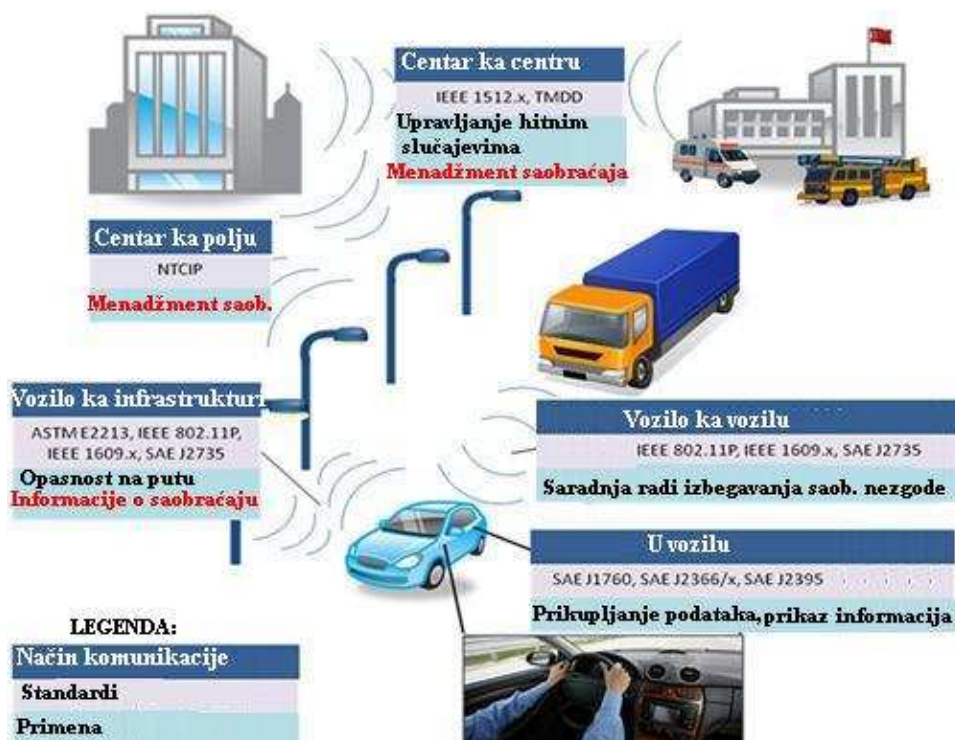 Centar ka centru
IEEE 1512.x, TMDD
Upravljanje hitnim
slučajevima
Menadžment saobraćaja
Centar ka polju
NTCIP
Menadžment saob.
Vozilo ka infrastrukturi
ASTM E2213, IEEE 802.11P,
IEEE 1609.x, SAE J2735
Opasnost na putu
Informacije o saobraćaju
Vozilo ka vozilu
IEEE 802.11P, IEEE 1609.x, SAE J2735
Saradnja radi izbegavanja saob. nezgode
U vozilu
SAE J1760, SAE J2366/x, SAE J2395
Prikupljanje podataka, prikaz informacija
LEGENDA:
Način komunikacije
Standardi
Primena